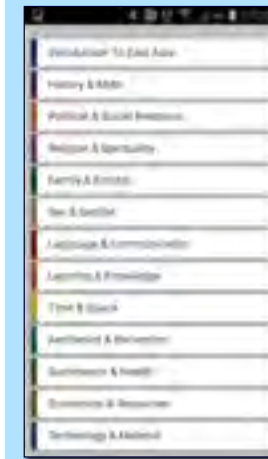 Introduction To East Asia
History & Myth
Political & Social Relations
Religion & Spirituality
Family & Kinship
Sex & Gender
Language & Communication
Learning & Knowledge
Time & Space
Aesthetics & Recreation
Sustenance & Health
Economics & Resources
Technology & Material